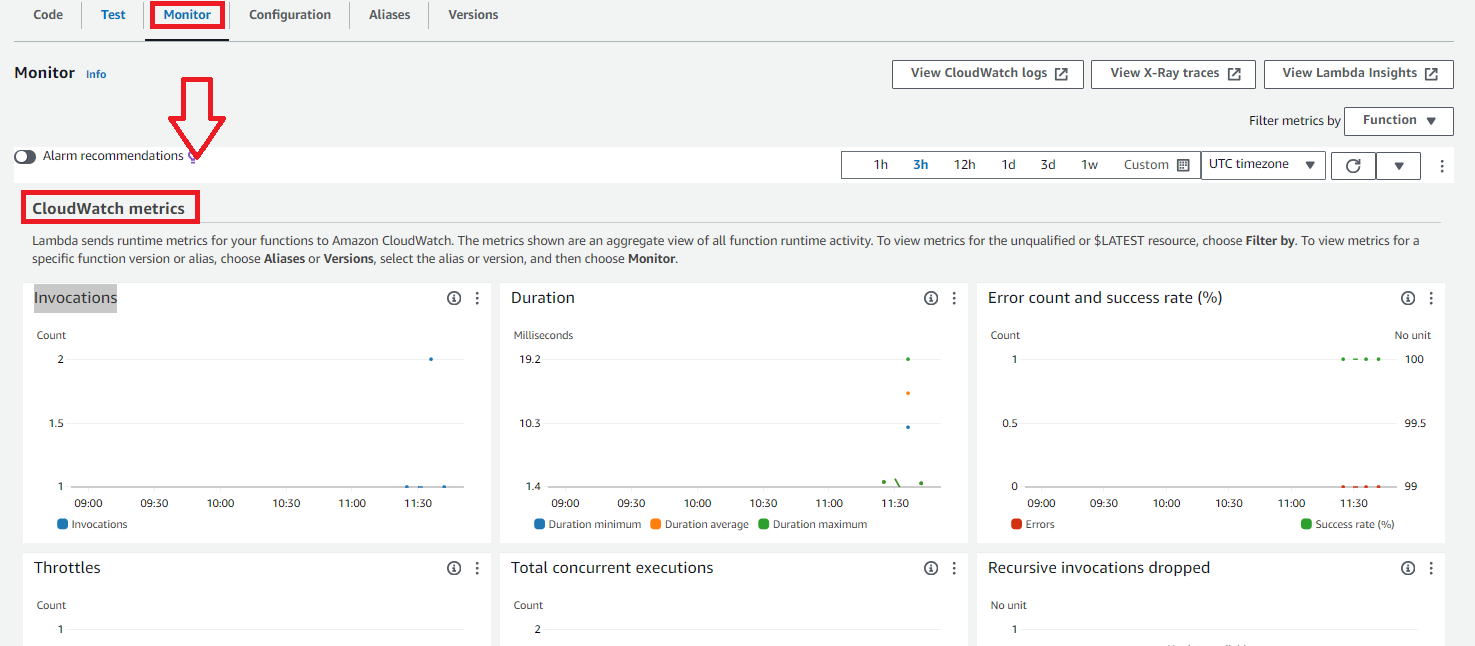 Code Test Monitor Configuration Aliases Versions
Monitor Info
View CloudWatch logs View X-Ray traces View Lambda Insights
Filter metrics by Function
Alarm recommendations
1h 3h 12h 1d 3d 1w Custom UTC timezone
CloudWatch metrics
Lambda sends runtime metrics for your functions to Amazon CloudWatch. The metrics shown are an aggregate view of all function runtime activity. To view metrics for the unqualified or $LATEST resource, choose Filter by. To view metrics for a
specific function version or alias, choose Aliases or Versions, select the alias or version, and then choose Monitor.
Invocations
Count
2
1.5
1
09:00 09:30 10:00 10:30 11:00 11:30
Invocations
Duration
Milliseconds
19.2
10.3
1.4
09:00 09:30 10:00 10:30 11:00 11:30
Duration minimum Duration average Duration maximum
Error count and success rate (%)
Count No unit
1 100
0.5 99.5
0 99
09:00 09:30 10:00 10:30 11:00 11:30
Errors Success rate (%)
Throttles
Count
1
Total concurrent executions
Count
2
Recursive invocations dropped
No unit
1